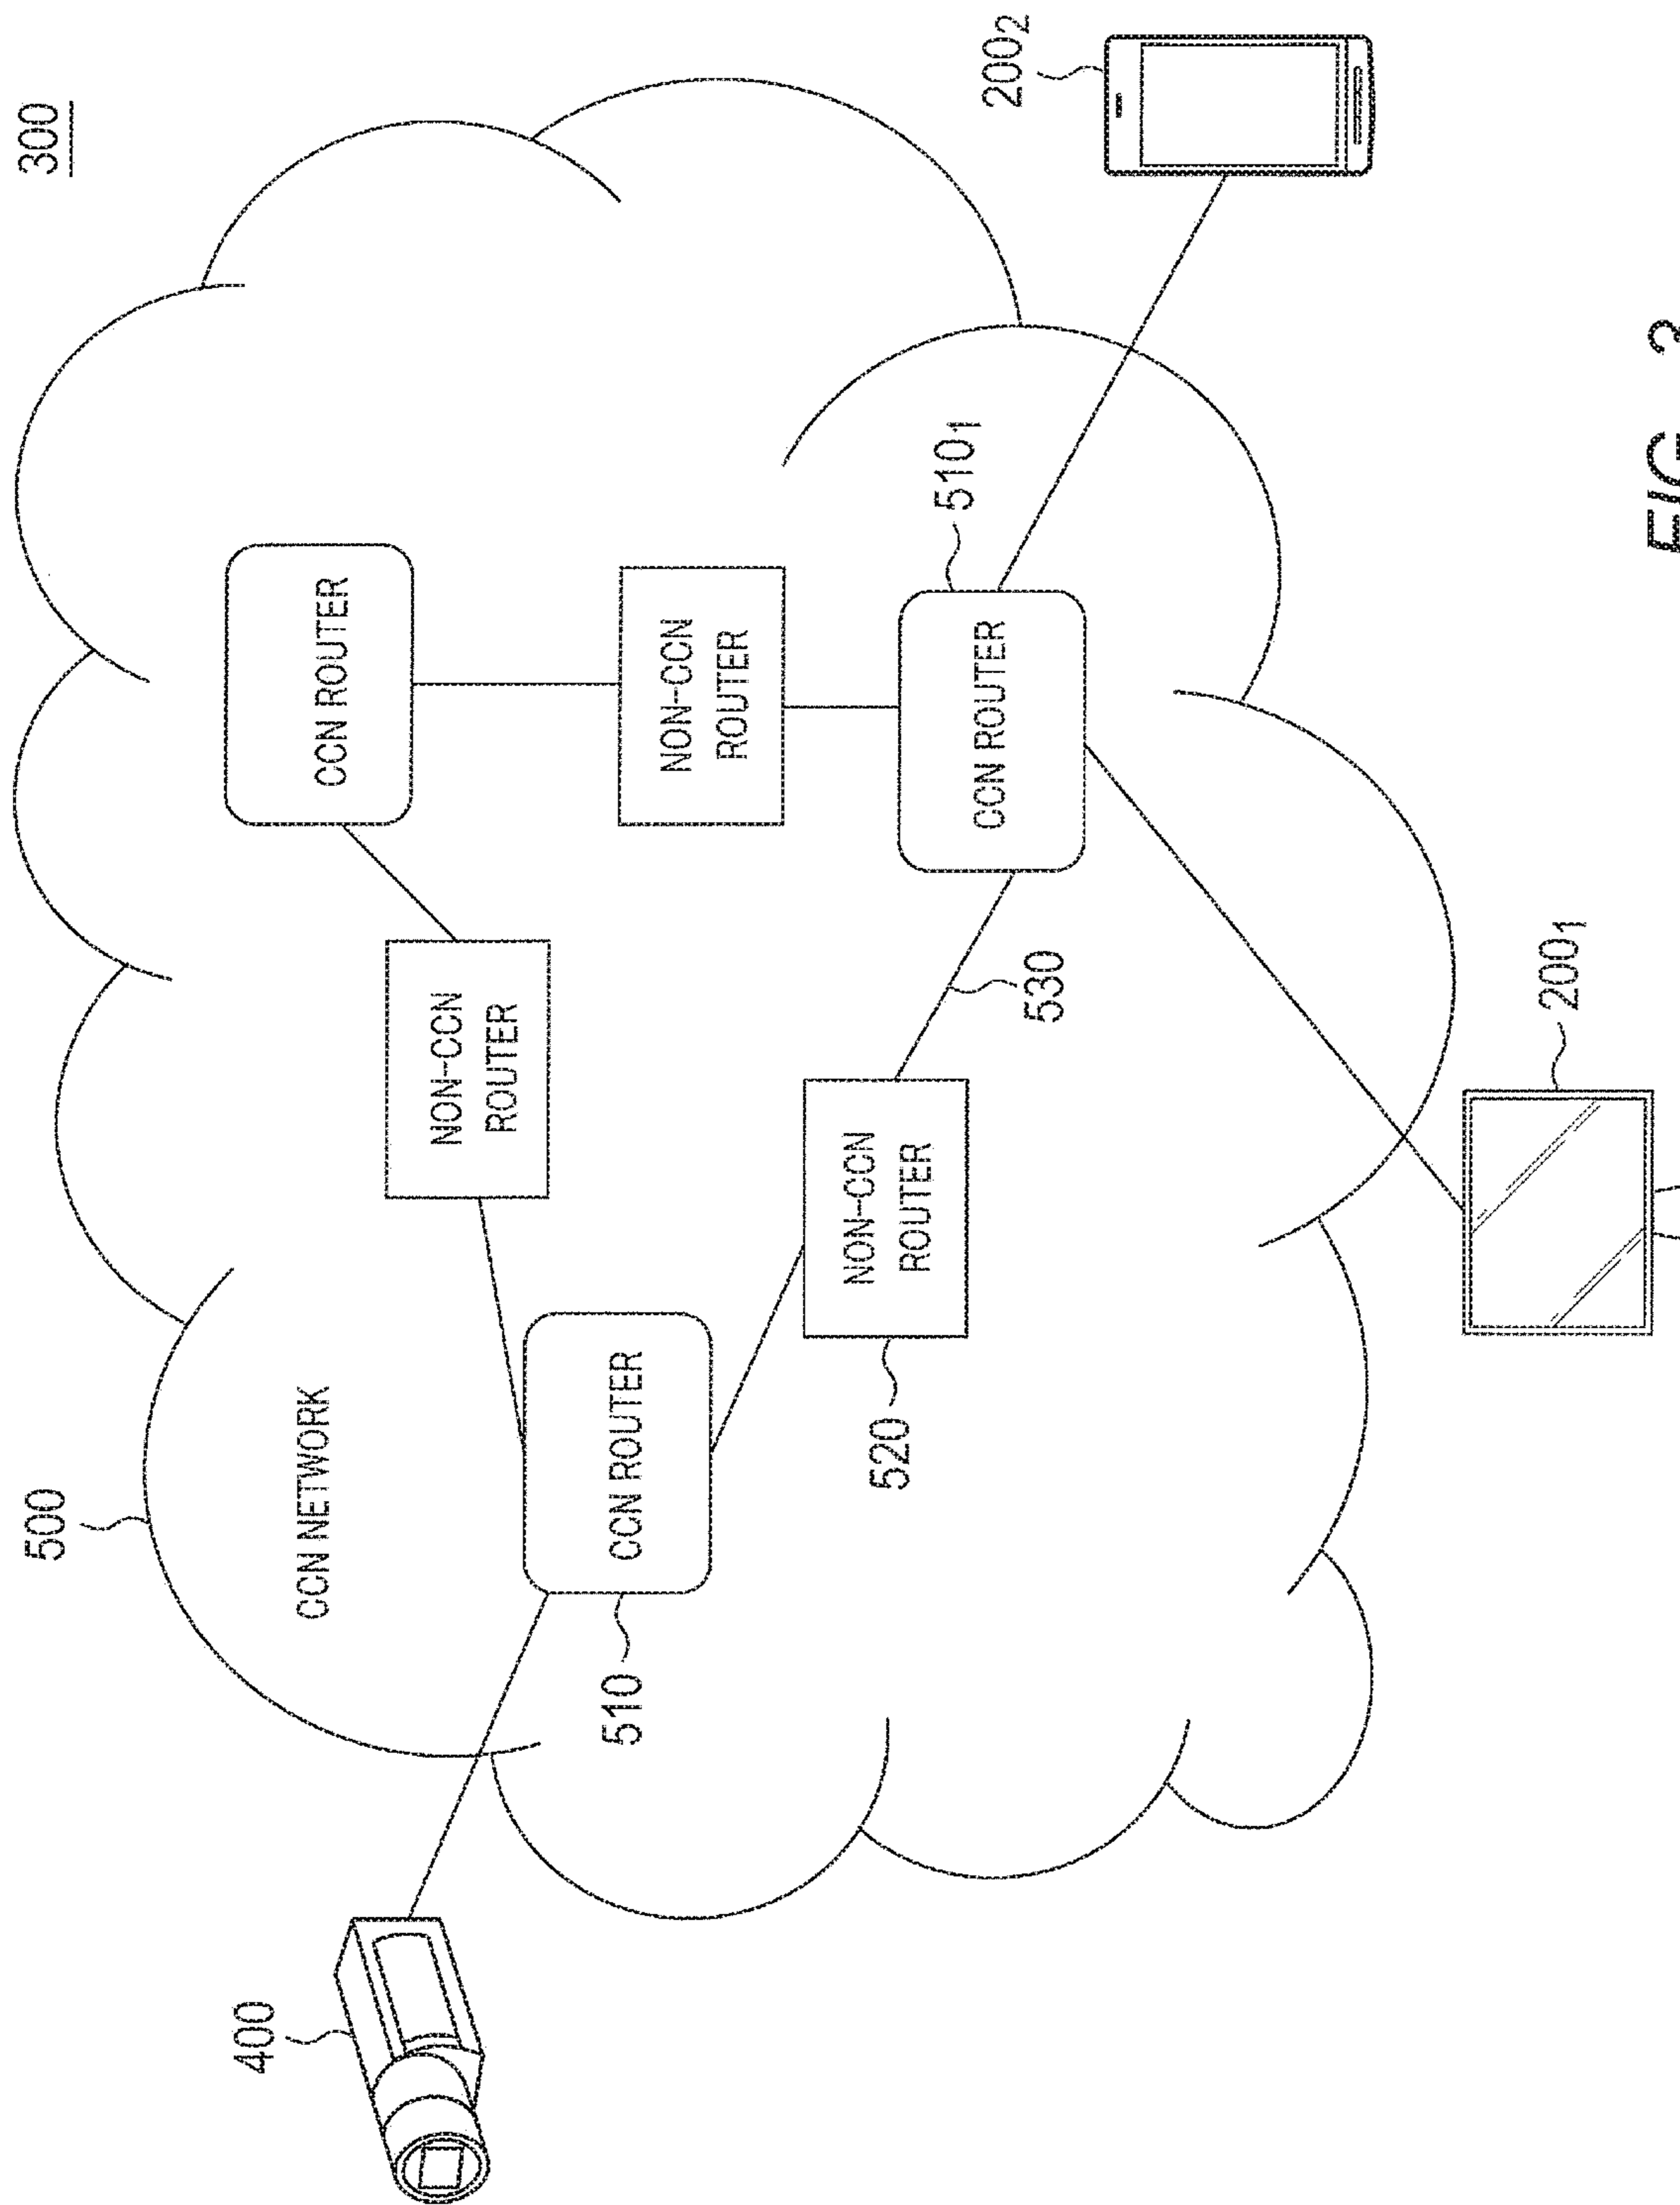 300
500
CCN NETWORK
400
CCN ROUTER
NON-CCN
ROUTER
NON-CCN
ROUTER
CCN ROUTER
510
NON-CCN
ROUTER
520
530
CCN ROUTER
510₁
200₂
200₁
FIG. 3